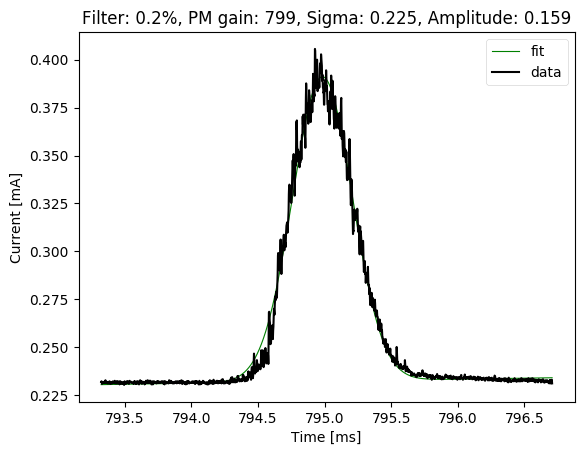 Filter: 0.2%, PM gain: 799, Sigma: 0.225, Amplitude: 0.159
fit
data
0.400
0.375
0.350
0.325
0.300
0.275
0.250
0.225
Current [mA]
793.5 794.0 794.5 795.0 795.5 796.0 796.5
Time [ms]